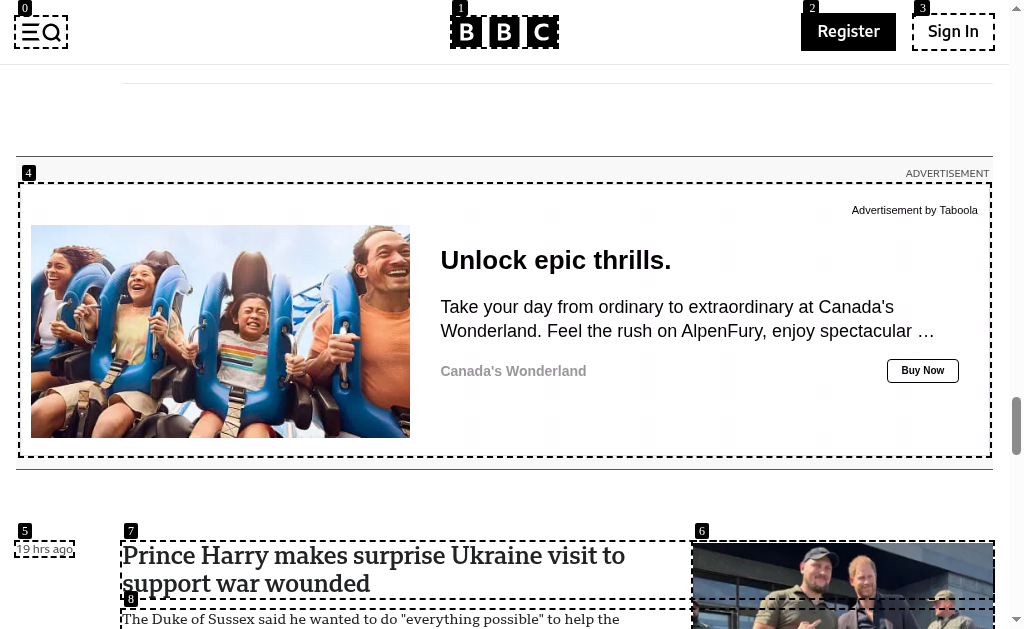 0
1
2
3
BBC
Register
Sign In
4
ADVERTISEMENT
Advertisement by Taboola
Unlock epic thrills.
Take your day from ordinary to extraordinary at Canada's
Wonderland. Feel the rush on AlpenFury, enjoy spectacular …
Canada's Wonderland
Buy Now
5
7
6
19 hrs ago
Prince Harry makes surprise Ukraine visit to
support war wounded
8
The Duke of Sussex said he wanted to do "everything possible" to help the